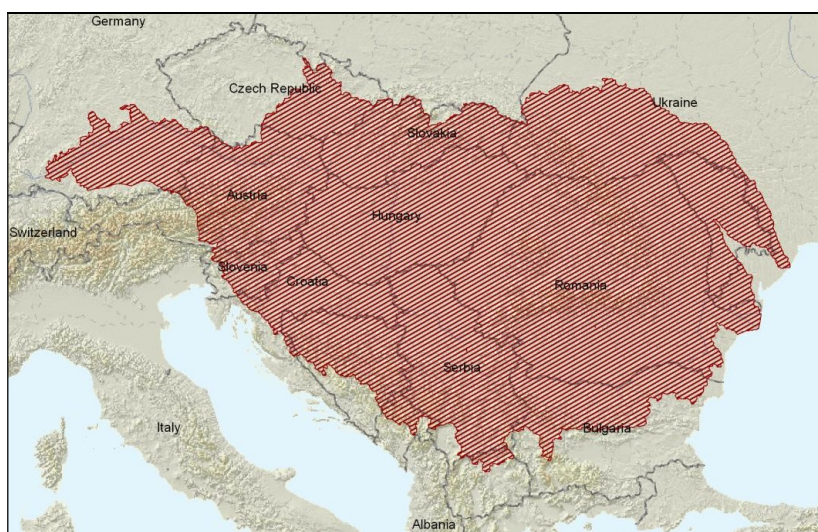 Germany
Czech Republic
Ukraine
Slovakia
Austria
Hungary
Switzerland
Slovenia
Croatia
Romania
Serbia
Italy
Bulgaria
Albania